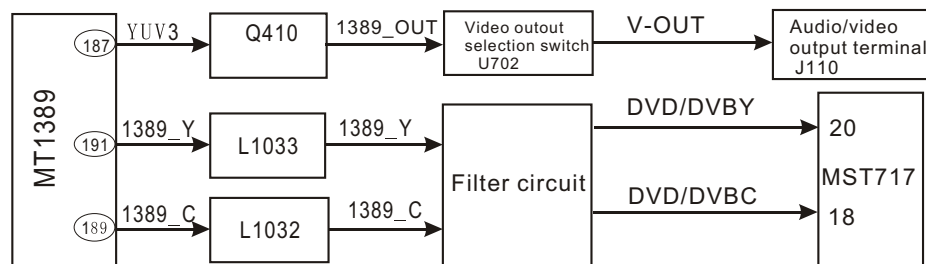 187
YUV3
Q410
1389_OUT
Video outout
selection switch
U702
V-OUT
Audio/video
output terminal
J110
MT1389
191
1389_Y
L1033
1389_Y
Filter circuit
DVD/DVBY
20
MST717
189
1389_C
L1032
1389_C
DVD/DVBC
18